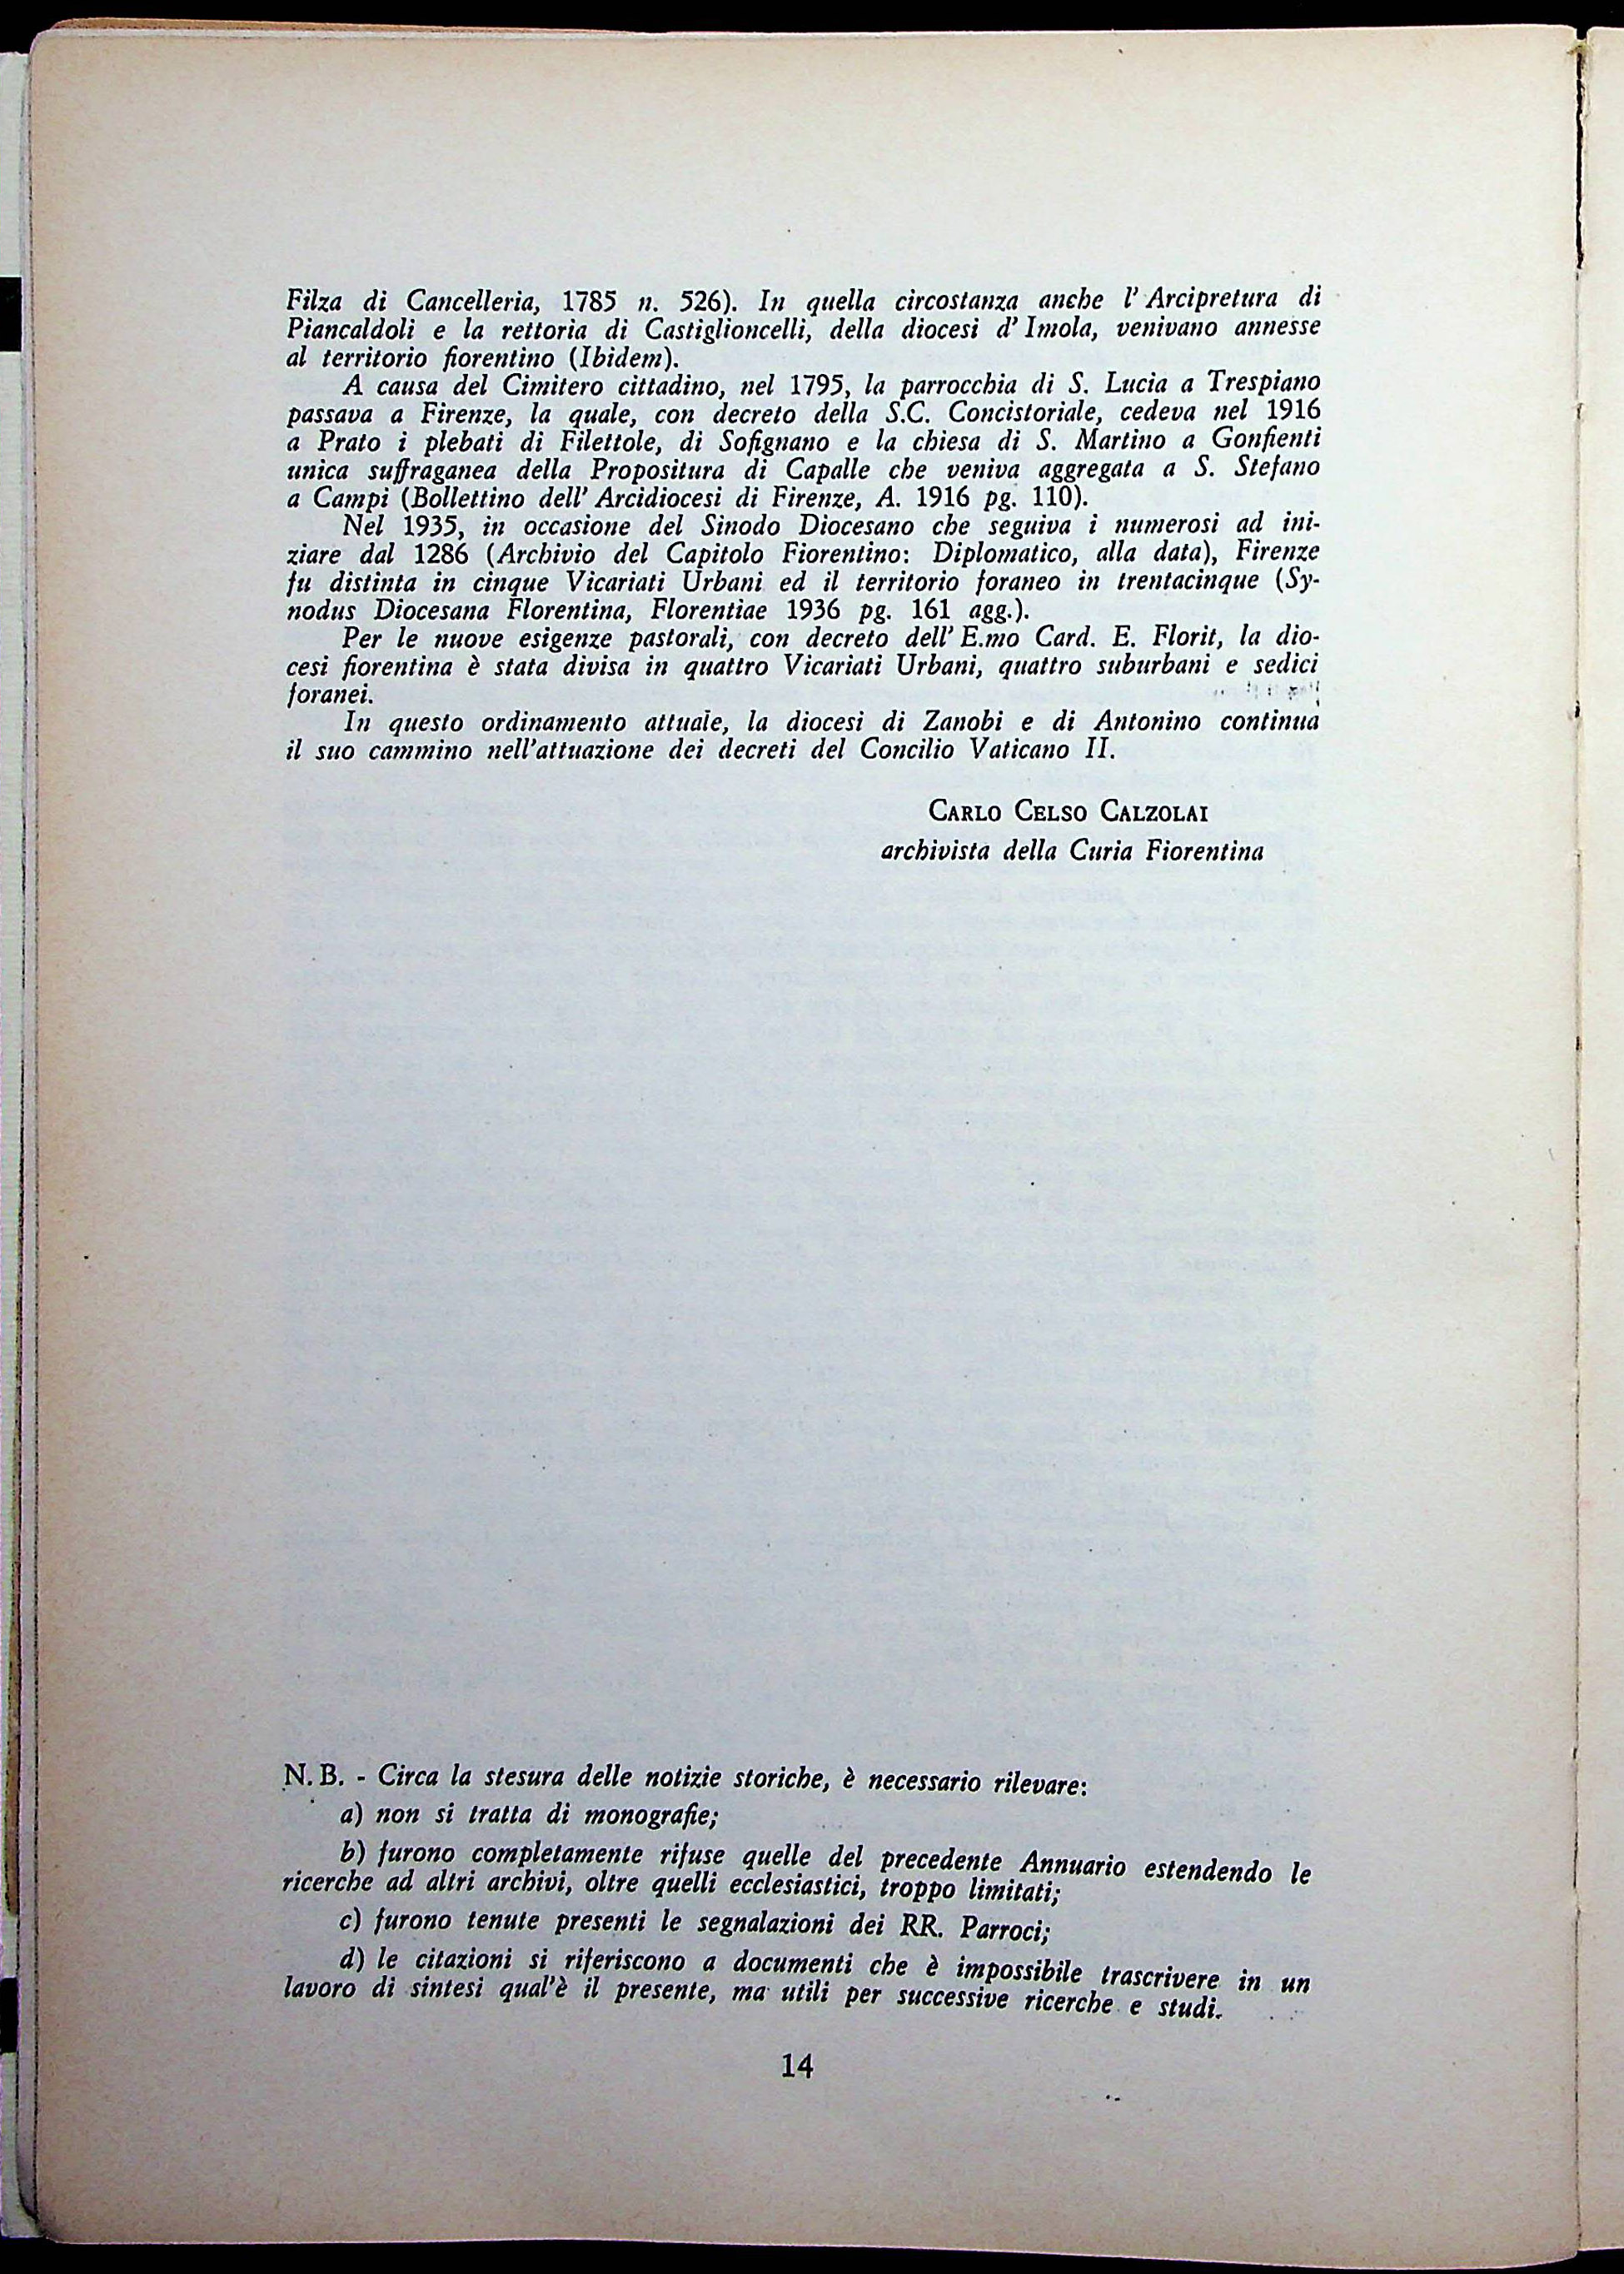 Filza di Cancelleria, 1785 n. 526). In quella circostanza anche l' Arcipretura di
Piancaldoli e la rettoria di Castiglioncelli, della diocesi d' Imola, venivano annesse
al territorio fiorentino (Ibidem).
A causa del Cimitero cittadino, nel 1795, la parrocchia di S. Lucia a Trespiano
passava a Firenze, la quale, con decreto della S.C. Concistoriale, cedeva nel 1916
a Prato i plebati di Filettole, di Sofignano e la chiesa di S. Martino a Gonfienti
unica suffraganea della Propositura di Capalle che veniva aggregata a S. Stefano
a Campi (Bollettino dell' Arcidiocesi di Firenze, A. 1916 pg. 110).
Nel 1935, in occasione del Sinodo Diocesano che seguiva i numerosi ad ini-
ziare dal 1286 (Archivio del Capitolo Fiorentino: Diplomatico, alla data), Firenze
fu distinta in cinque Vicariati Urbani ed il territorio foraneo in trentacinque (Sy-
nodus Diocesana Florentina, Florentiae 1936 pg. 161 agg.).
Per le nuove esigenze pastorali, con decreto dell' E.mo Card. E. Florit, la dio-
cesi fiorentina è stata divisa in quattro Vicariati Urbani, quattro suburbani e sedici
foranei.
In questo ordinamento attuale, la diocesi di Zanobi e di Antonino continua
il suo cammino nell'attuazione dei decreti del Concilio Vaticano II.
CARLO CELSO CALZOLAI
archivista della Curia Fiorentina
N. B. - Circa la stesura delle notizie storiche, è necessario rilevare:
a) non si tratta di monografie;
b) furono completamente rifuse quelle del precedente Annuario estendendo le
ricerche ad altri archivi, oltre quelli ecclesiastici, troppo limitati;
c) furono tenute presenti le segnalazioni dei RR. Parroci;
d) le citazioni si riferiscono a documenti che è impossibile trascrivere in un
lavoro di sintesi qual'è il presente, ma utili per successive ricerche e studi.
14